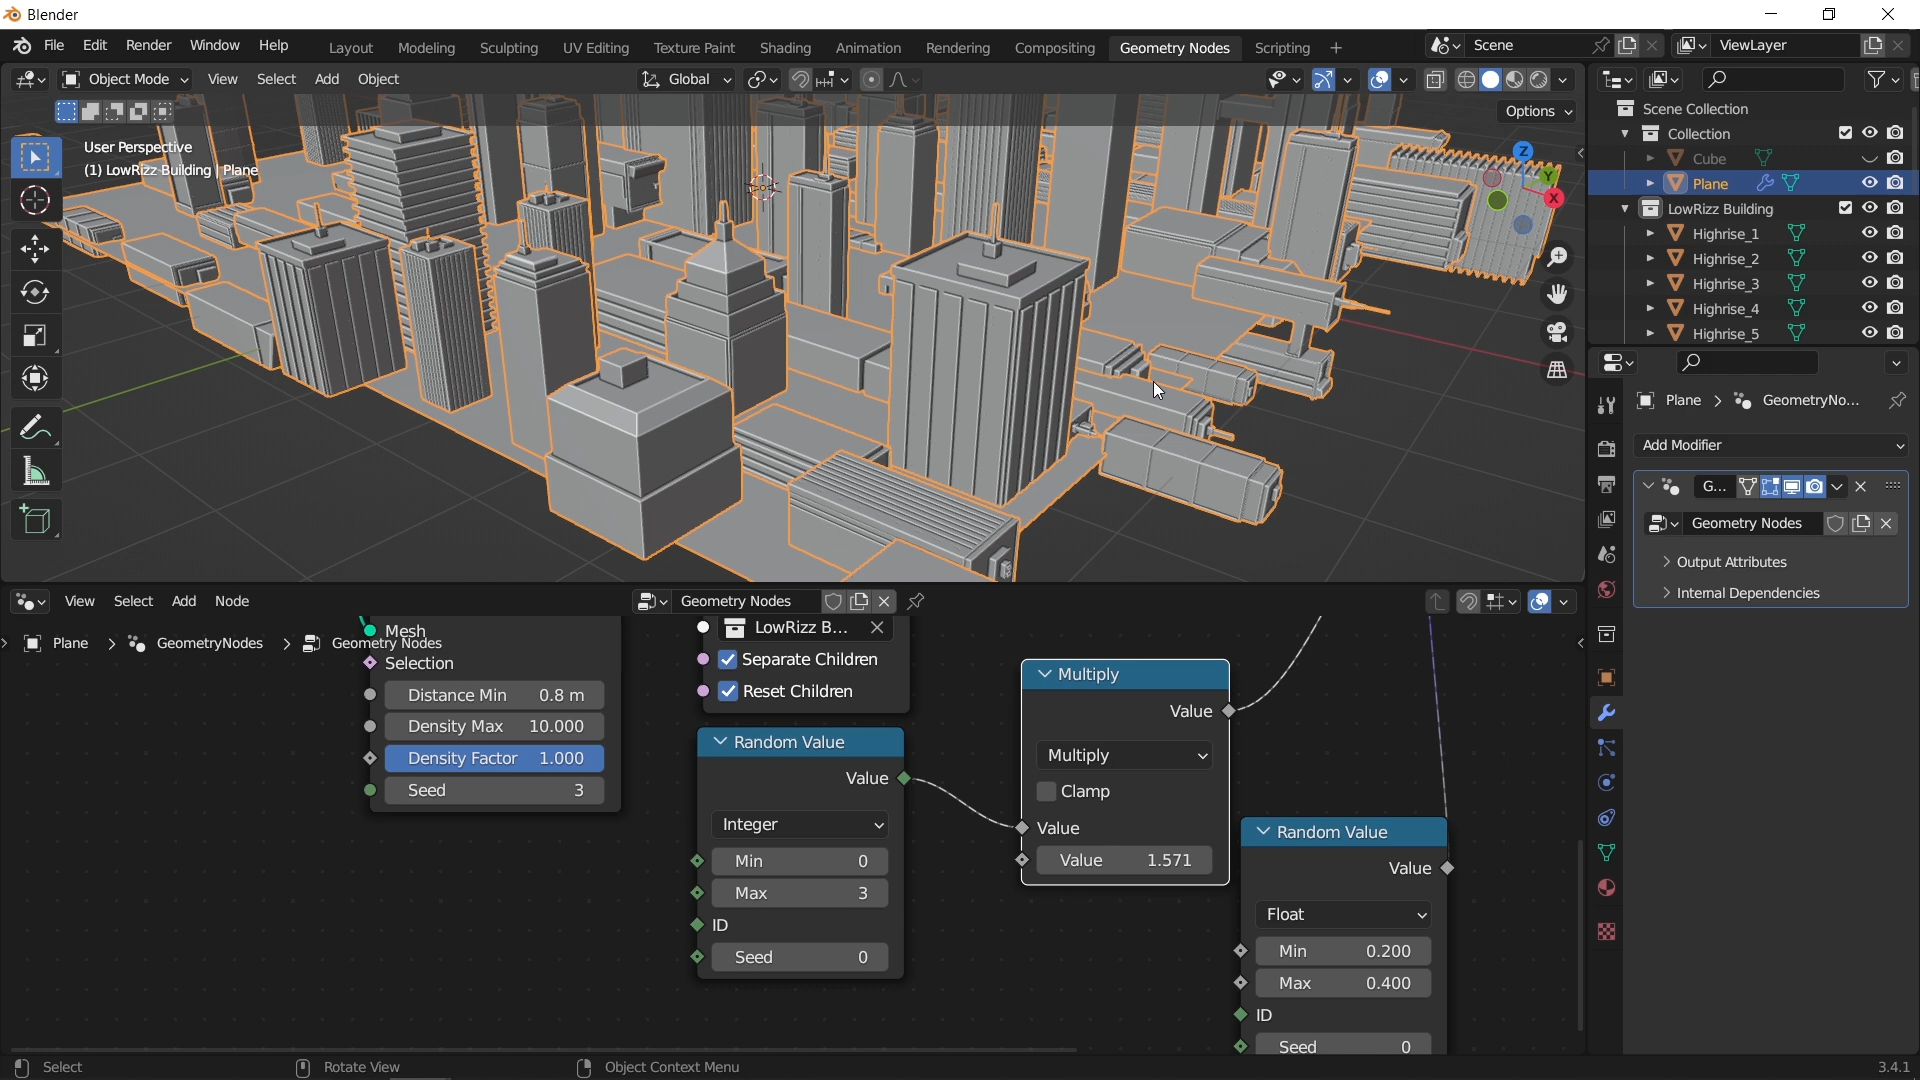 Blender
File Edit Render Window Help Layout Modeling Sculpting UV Editing Texture Paint Shading Animation Rendering Compositing Geometry Nodes Scripting + Scene ViewLayer
Object Mode View Select Add Object Global
Options
User Perspective
(1) LowRizz Building | Plane
Z
Y
X
Scene Collection
Collection
Cube
Plane
LowRizz Building
Highrise_1
Highrise_2
Highrise_3
Highrise_4
Highrise_5
Plane > GeometryNo...
Add Modifier
G...
Geometry Nodes
Output Attributes
Internal Dependencies
View Select Add Node Geometry Nodes
Plane > GeometryNodes > Geometry Nodes
Mesh
Selection
Distance Min 0.8 m
Density Max 10.000
Density Factor 1.000
Seed 3
LowRizz B...
Separate Children
Reset Children
Random Value
Value
Integer
Min 0
Max 3
ID
Seed 0
Multiply
Value
Multiply
Clamp
Value
Value 1.571
Random Value
Value
Float
Min 0.200
Max 0.400
ID
Seed 0
Select Rotate View Object Context Menu 3.4.1